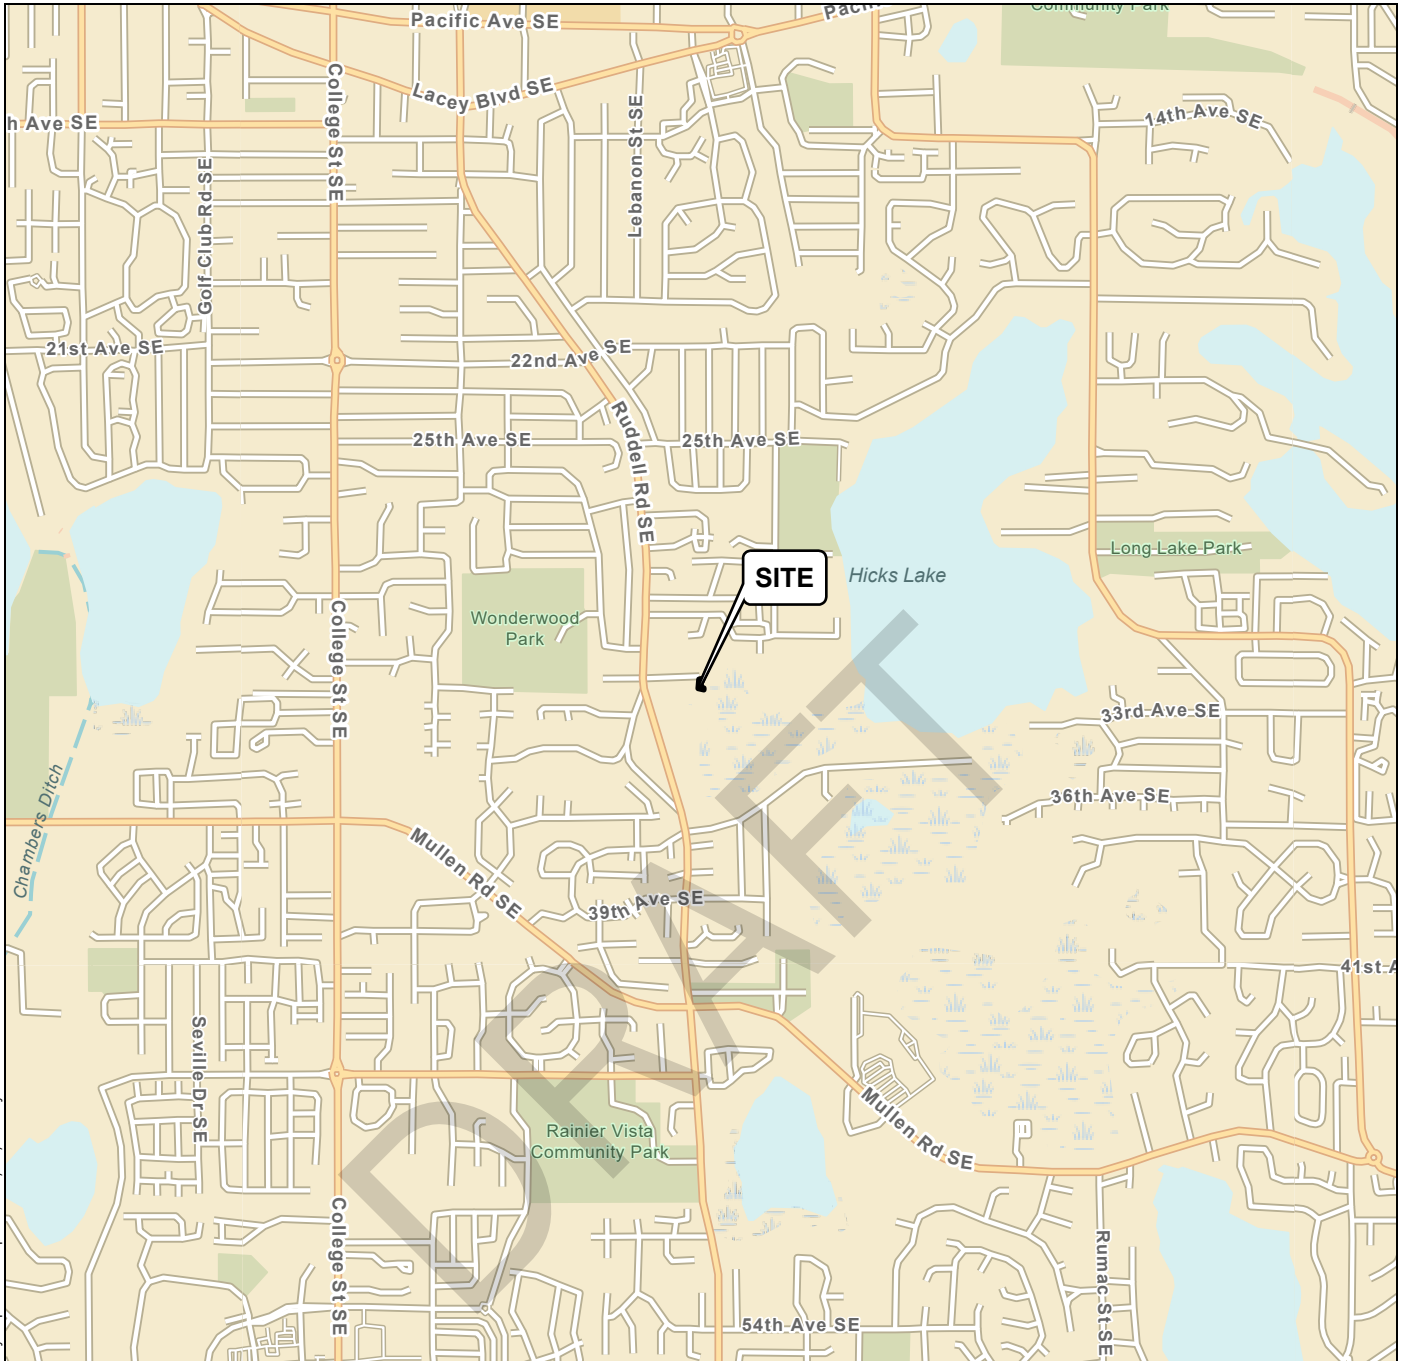 Community Park
Pacific Ave SE
Lacey Blvd SE
College St SE
Lebanon St SE
14th Ave SE
h Ave SE
Golf Club Rd SE
21st Ave SE
22nd Ave SE
25th Ave SE
25th Ave SE
Ruddell Rd SE
Long Lake Park
SITE
Hicks Lake
Wonderwood
Park
College St SE
33rd Ave SE
36th Ave SE
Chambers Ditch
Mullen Rd SE
39th Ave SE
41st A
DRAFT
Seville Dr SE
Mullen Rd SE
Rainier Vista
Community Park
College St SE
Rumac St SE
54th Ave SE